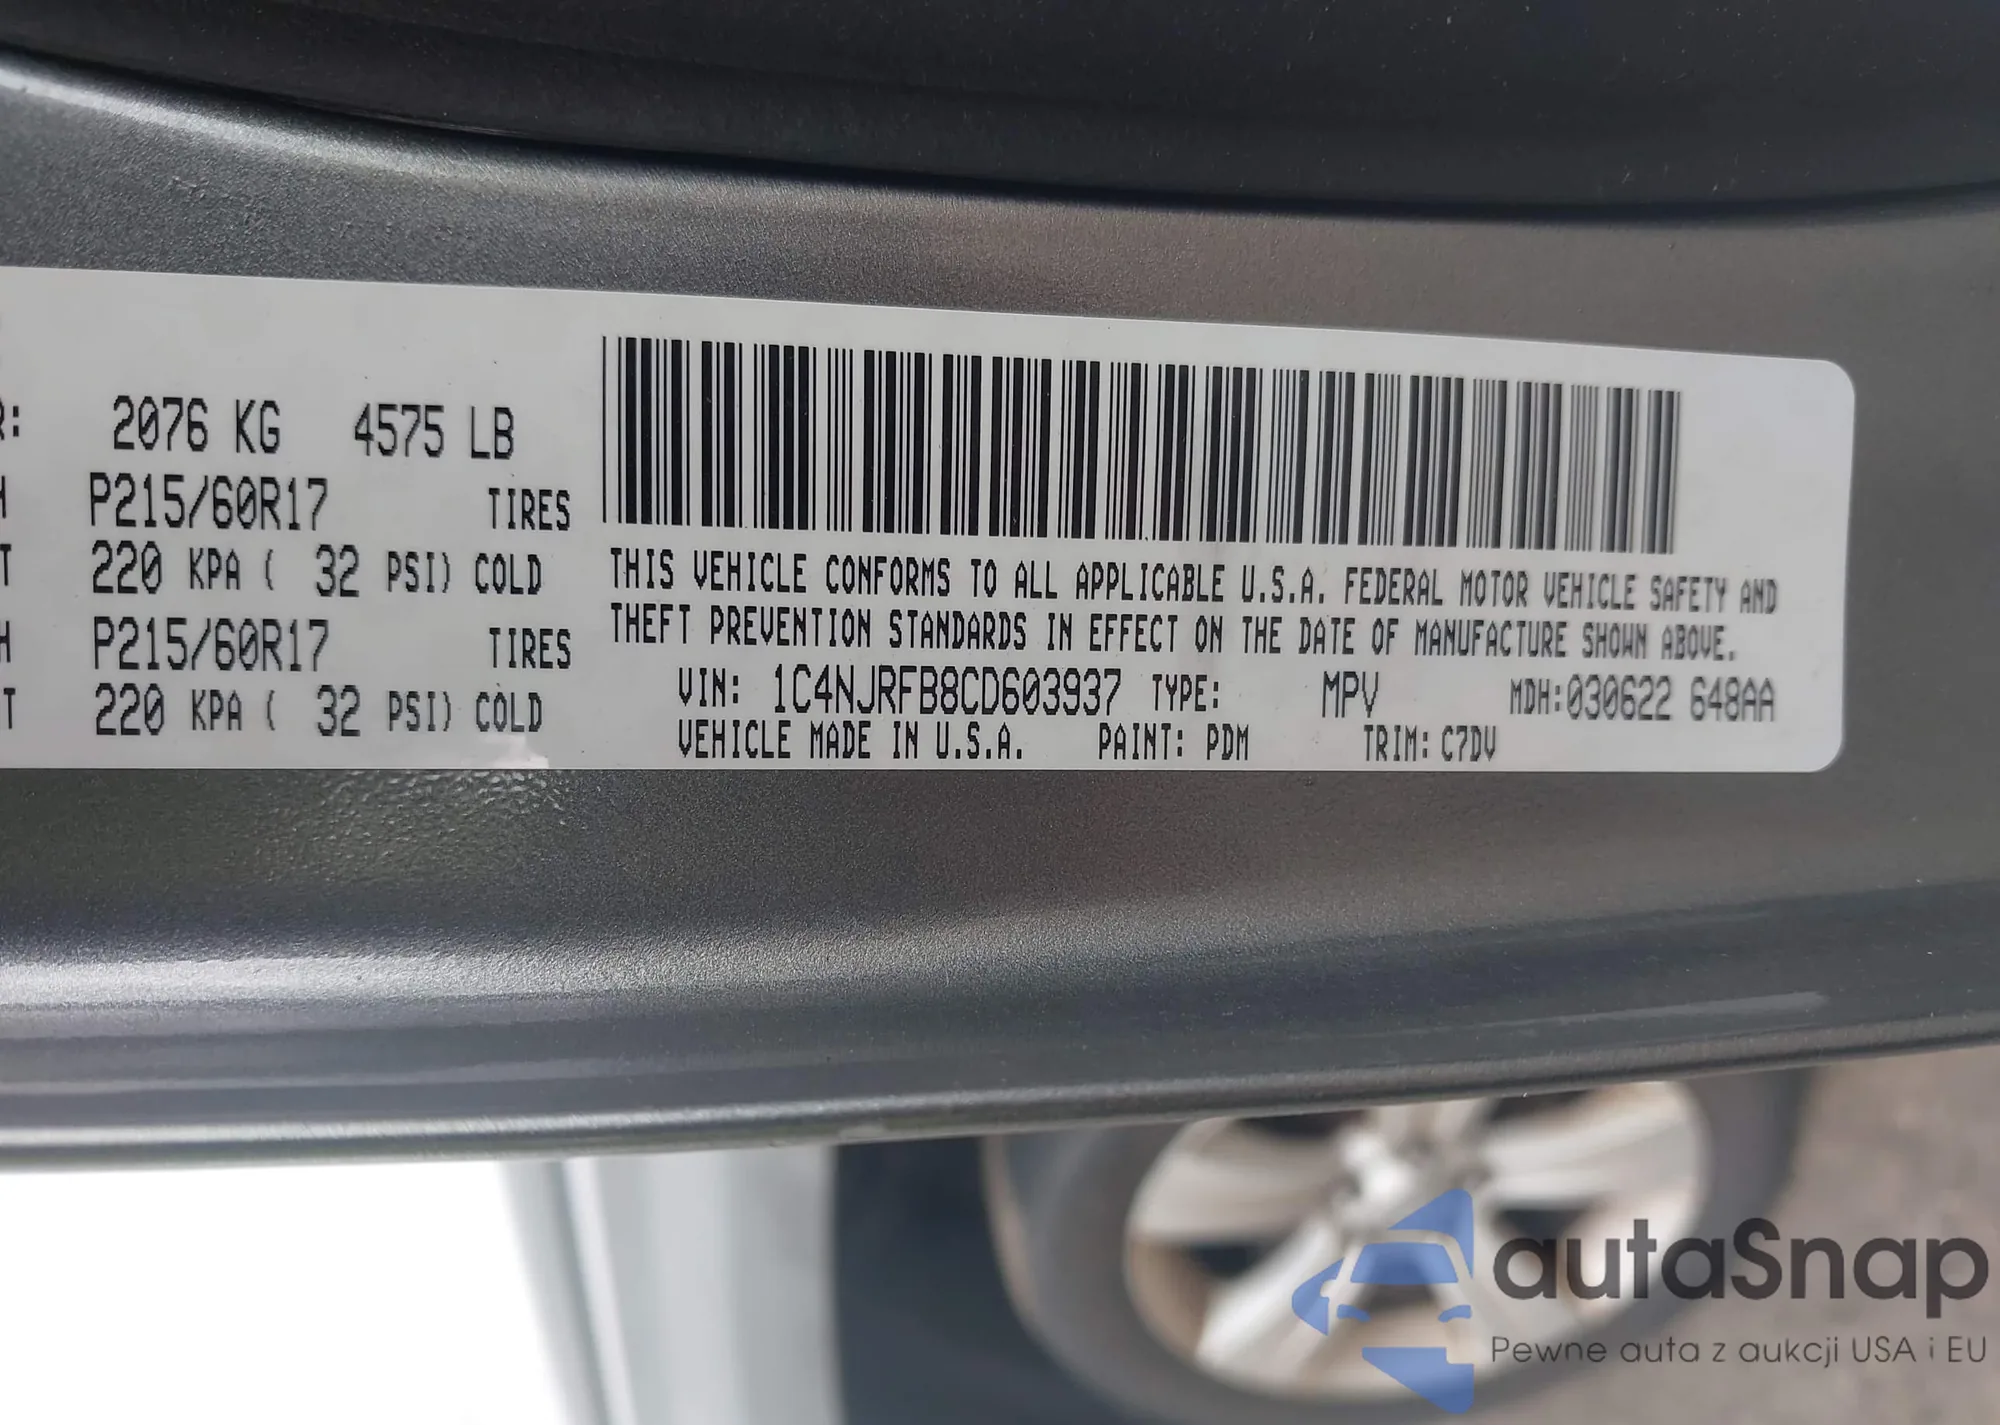 R: 2076 KG 4575 LB
H P215/60R17 TIRES
T 220 KPA ( 32 PSI) COLD
H P215/60R17 TIRES
T 220 KPA ( 32 PSI) COLD
THIS VEHICLE CONFORMS TO ALL APPLICABLE U.S.A. FEDERAL MOTOR VEHICLE SAFETY AND
THEFT PREVENTION STANDARDS IN EFFECT ON THE DATE OF MANUFACTURE SHOWN ABOVE.
VIN: 1C4NJRFB8CD603937 TYPE: MPV MDH:030622 648AA
VEHICLE MADE IN U.S.A. PAINT: PDM TRIM: C7DV
autaSnap
Pewne auta z aukcji USA i EU